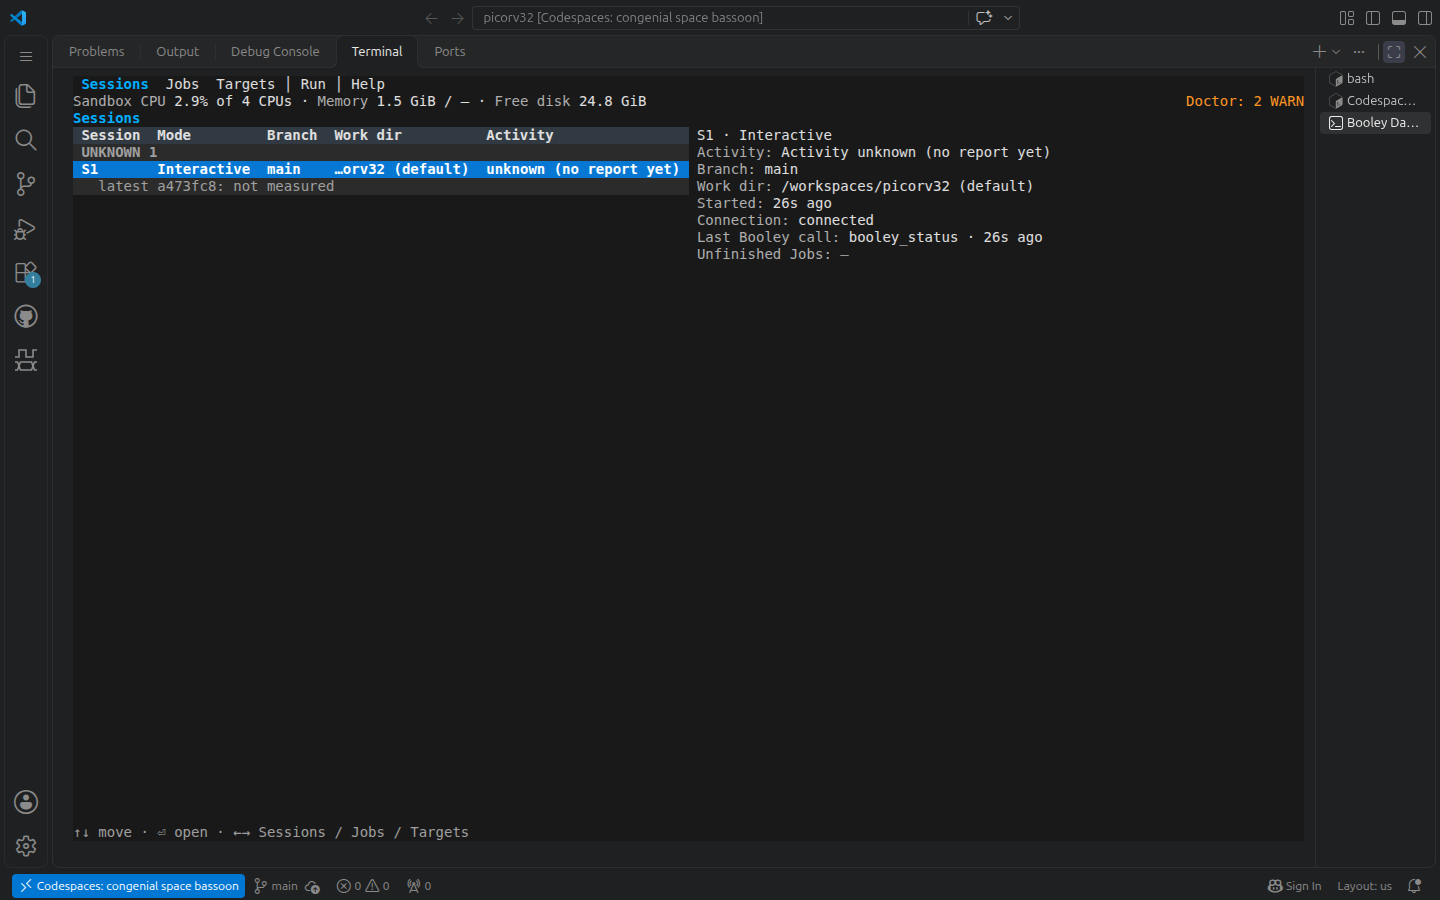 picorv32 [Codespaces: congenial space bassoon]
Problems Output Debug Console Terminal Ports
Sessions Jobs Targets │ Run │ Help
Sandbox CPU 2.9% of 4 CPUs · Memory 1.5 GiB / — · Free disk 24.8 GiB Doctor: 2 WARN
Sessions
Session Mode Branch Work dir Activity
UNKNOWN 1
S1 Interactive main …orv32 (default) unknown (no report yet)
latest a473fc8: not measured
S1 · Interactive
Activity: Activity unknown (no report yet)
Branch: main
Work dir: /workspaces/picorv32 (default)
Started: 26s ago
Connection: connected
Last Booley call: booley_status · 26s ago
Unfinished Jobs: —
↑↓ move · ⏎ open · ←→ Sessions / Jobs / Targets
bash
Codespac...
Booley Da...
1
Codespaces: congenial space bassoon main 0 0 0 Sign In Layout: us